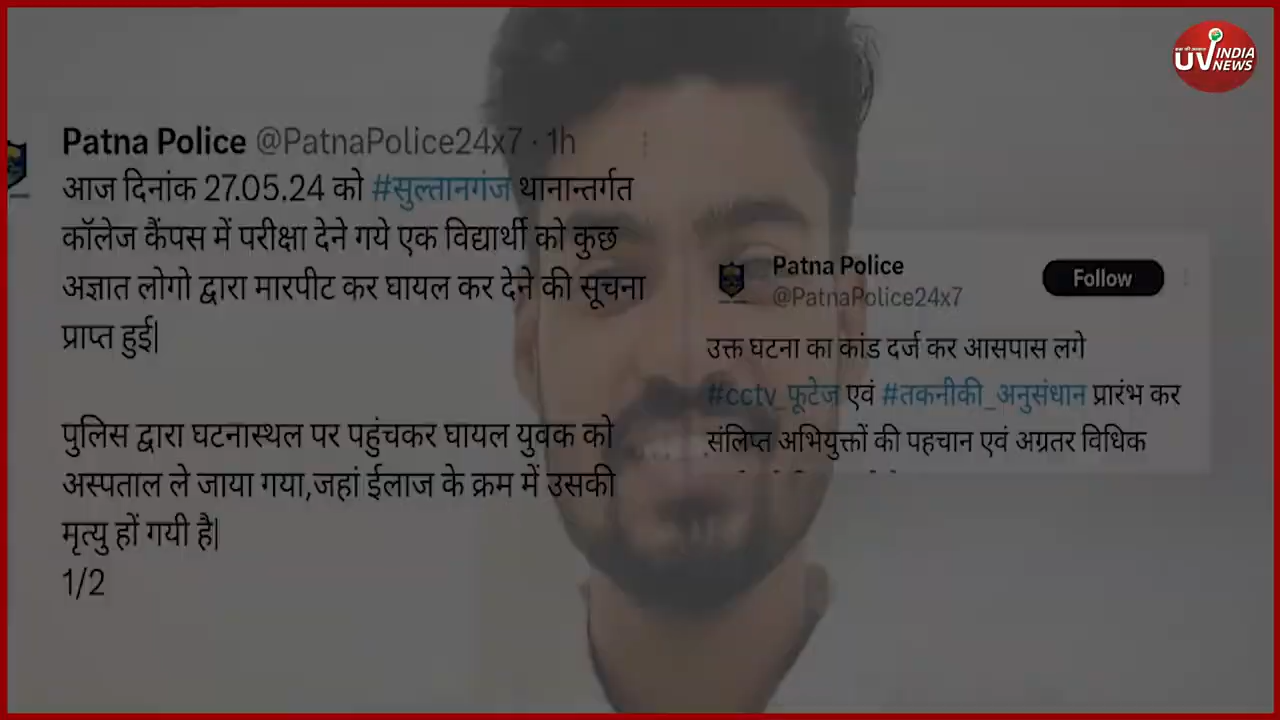 UV INDIA
NEWS
Patna Police @PatnaPolice24x7 · 1h
आज दिनांक 27.05.24 को #सुल्तानगंज थानान्तर्गत
कॉलेज कैंपस में परीक्षा देने गये एक विद्यार्थी को कुछ
अज्ञात लोगो द्वारा मारपीट कर घायल कर देने की सूचना
प्राप्त हुई|
पुलिस द्वारा घटनास्थल पर पहुंचकर घायल युवक को
अस्पताल ले जाया गया,जहां ईलाज के क्रम में उसकी
मृत्यु हों गयी है|
1/2
Patna Police
@PatnaPolice24x7
Follow
उक्त घटना का कांड दर्ज कर आसपास लगे
#cctv_फूटेज एवं #तकनीकी_अनुसंधान प्रारंभ कर
संलिप्त अभियुक्तों की पहचान एवं अग्रतर विधिक